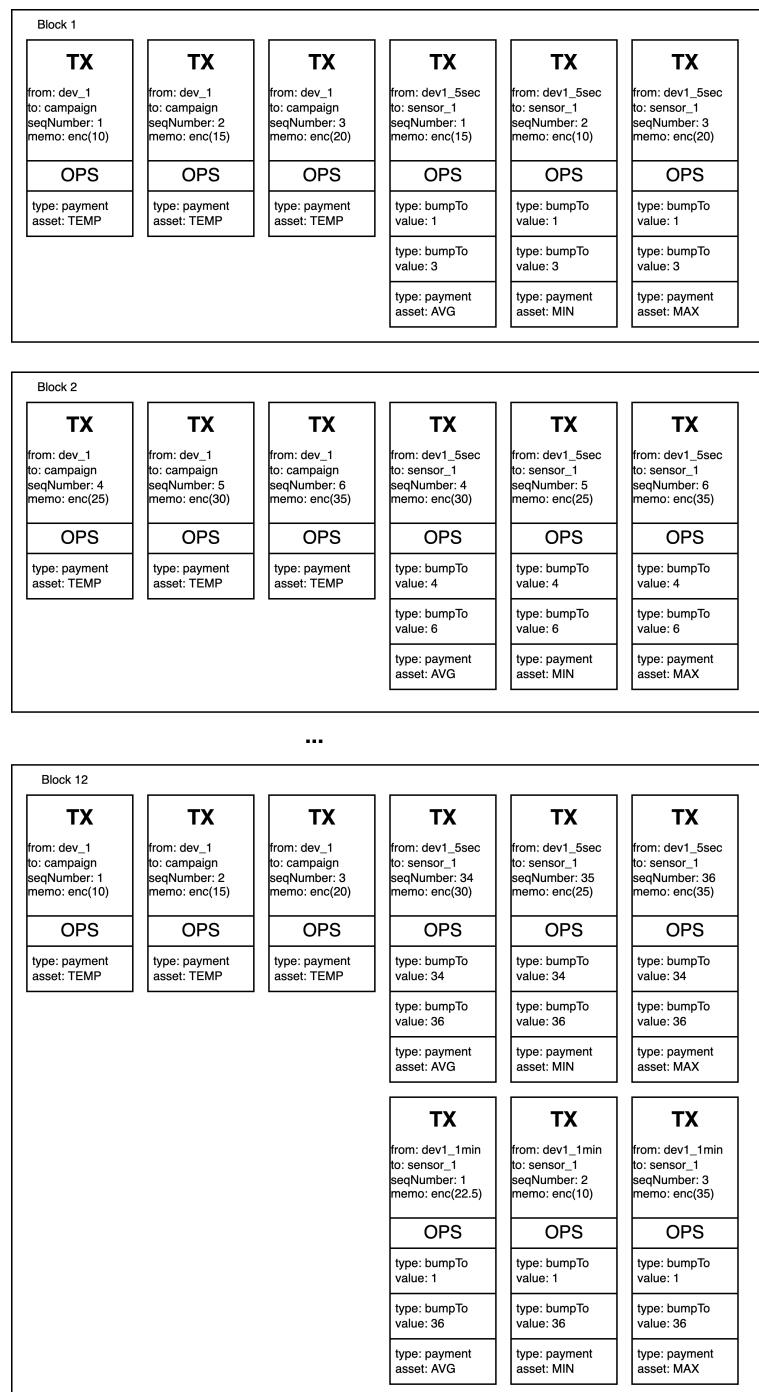 Block 1
TX
from: dev_1
to: campaign
seqNumber: 1
memo: enc(10)
OPS
type: payment
asset: TEMP
TX
from: dev_1
to: campaign
seqNumber: 2
memo: enc(15)
OPS
type: payment
asset: TEMP
TX
from: dev_1
to: campaign
seqNumber: 3
memo: enc(20)
OPS
type: payment
asset: TEMP
TX
from: dev1_5sec
to: sensor_1
seqNumber: 1
memo: enc(15)
OPS
type: bumpTo
value: 1
type: bumpTo
value: 3
type: payment
asset: AVG
TX
from: dev1_5sec
to: sensor_1
seqNumber: 2
memo: enc(10)
OPS
type: bumpTo
value: 1
type: bumpTo
value: 3
type: payment
asset: MIN
TX
from: dev1_5sec
to: sensor_1
seqNumber: 3
memo: enc(20)
OPS
type: bumpTo
value: 1
type: bumpTo
value: 3
type: payment
asset: MAX
Block 2
TX
from: dev_1
to: campaign
seqNumber: 4
memo: enc(25)
OPS
type: payment
asset: TEMP
TX
from: dev_1
to: campaign
seqNumber: 5
memo: enc(30)
OPS
type: payment
asset: TEMP
TX
from: dev_1
to: campaign
seqNumber: 6
memo: enc(35)
OPS
type: payment
asset: TEMP
TX
from: dev1_5sec
to: sensor_1
seqNumber: 4
memo: enc(30)
OPS
type: bumpTo
value: 4
type: bumpTo
value: 6
type: payment
asset: AVG
TX
from: dev1_5sec
to: sensor_1
seqNumber: 5
memo: enc(25)
OPS
type: bumpTo
value: 4
type: bumpTo
value: 6
type: payment
asset: MIN
TX
from: dev1_5sec
to: sensor_1
seqNumber: 6
memo: enc(35)
OPS
type: bumpTo
value: 4
type: bumpTo
value: 6
type: payment
asset: MAX
...
Block 12
TX
from: dev_1
to: campaign
seqNumber: 1
memo: enc(10)
OPS
type: payment
asset: TEMP
TX
from: dev_1
to: campaign
seqNumber: 2
memo: enc(15)
OPS
type: payment
asset: TEMP
TX
from: dev_1
to: campaign
seqNumber: 3
memo: enc(20)
OPS
type: payment
asset: TEMP
TX
from: dev1_5sec
to: sensor_1
seqNumber: 34
memo: enc(30)
OPS
type: bumpTo
value: 34
type: bumpTo
value: 36
type: payment
asset: AVG
TX
from: dev1_5sec
to: sensor_1
seqNumber: 35
memo: enc(25)
OPS
type: bumpTo
value: 34
type: bumpTo
value: 36
type: payment
asset: MIN
TX
from: dev1_5sec
to: sensor_1
seqNumber: 36
memo: enc(35)
OPS
type: bumpTo
value: 34
type: bumpTo
value: 36
type: payment
asset: MAX
TX
from: dev1_1min
to: sensor_1
seqNumber: 1
memo: enc(22.5)
OPS
type: bumpTo
value: 1
type: bumpTo
value: 36
type: payment
asset: AVG
TX
from: dev1_1min
to: sensor_1
seqNumber: 2
memo: enc(10)
OPS
type: bumpTo
value: 1
type: bumpTo
value: 36
type: payment
asset: MIN
TX
from: dev1_1min
to: sensor_1
seqNumber: 3
memo: enc(35)
OPS
type: bumpTo
value: 1
type: bumpTo
value: 36
type: payment
asset: MAX